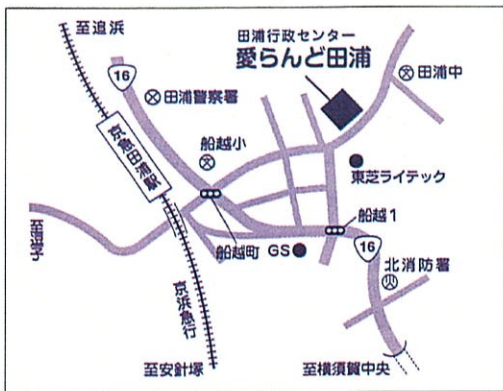 至追浜
16
田浦警察署
田浦行政センター
愛らんど田浦
田浦中
京急田浦駅
船越小
東芝ライテック
至逗子
船越町
GS
船越1
16
北消防署
京浜急行
至安針塚
至横須賀中央